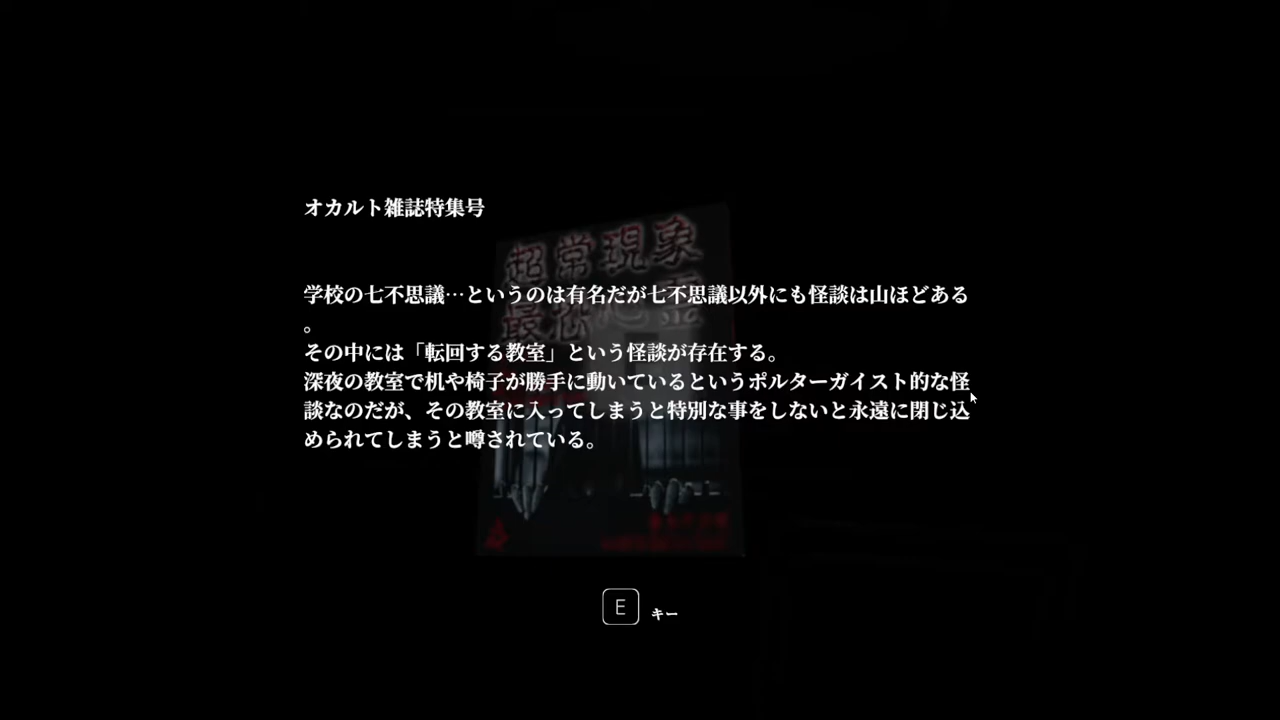 オカルト雑誌特集号
学校の七不思議…というのは有名だが七不思議以外にも怪談は山ほどある
。
その中には「転回する教室」という怪談が存在する。
深夜の教室で机や椅子が勝手に動いているというポルターガイスト的な怪
談なのだが、その教室に入ってしまうと特別な事をしないと永遠に閉じ込
められてしまうと噂されている。
超常現象
最恐
霊
E キー